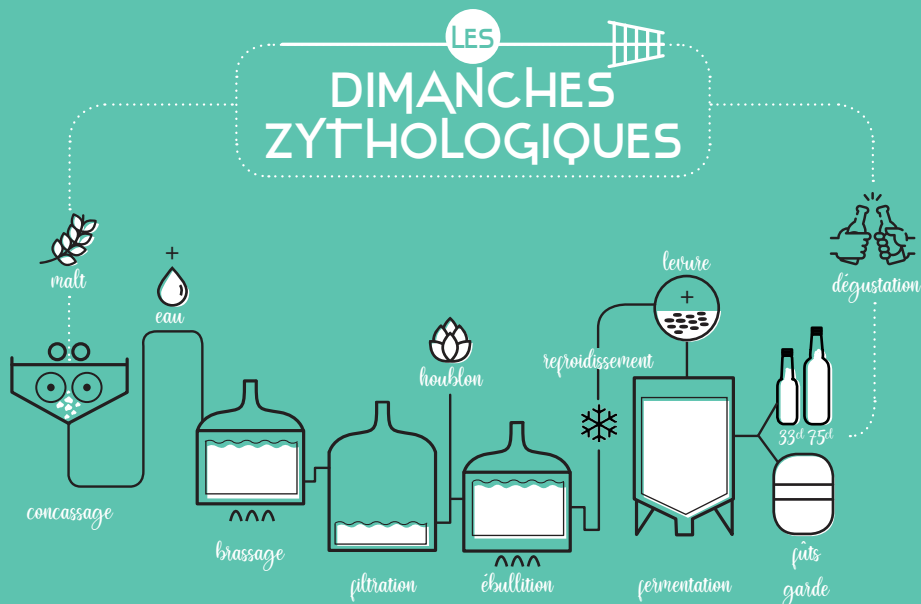 LES
DIMANCHES
ZYTHOLOGIQUES
malt
+
eau
levure
+
dégustation
refroidissement
houblon
33cl 75cl
concassage
brassage
filtration
ébullition
fermentation
fûts
garde